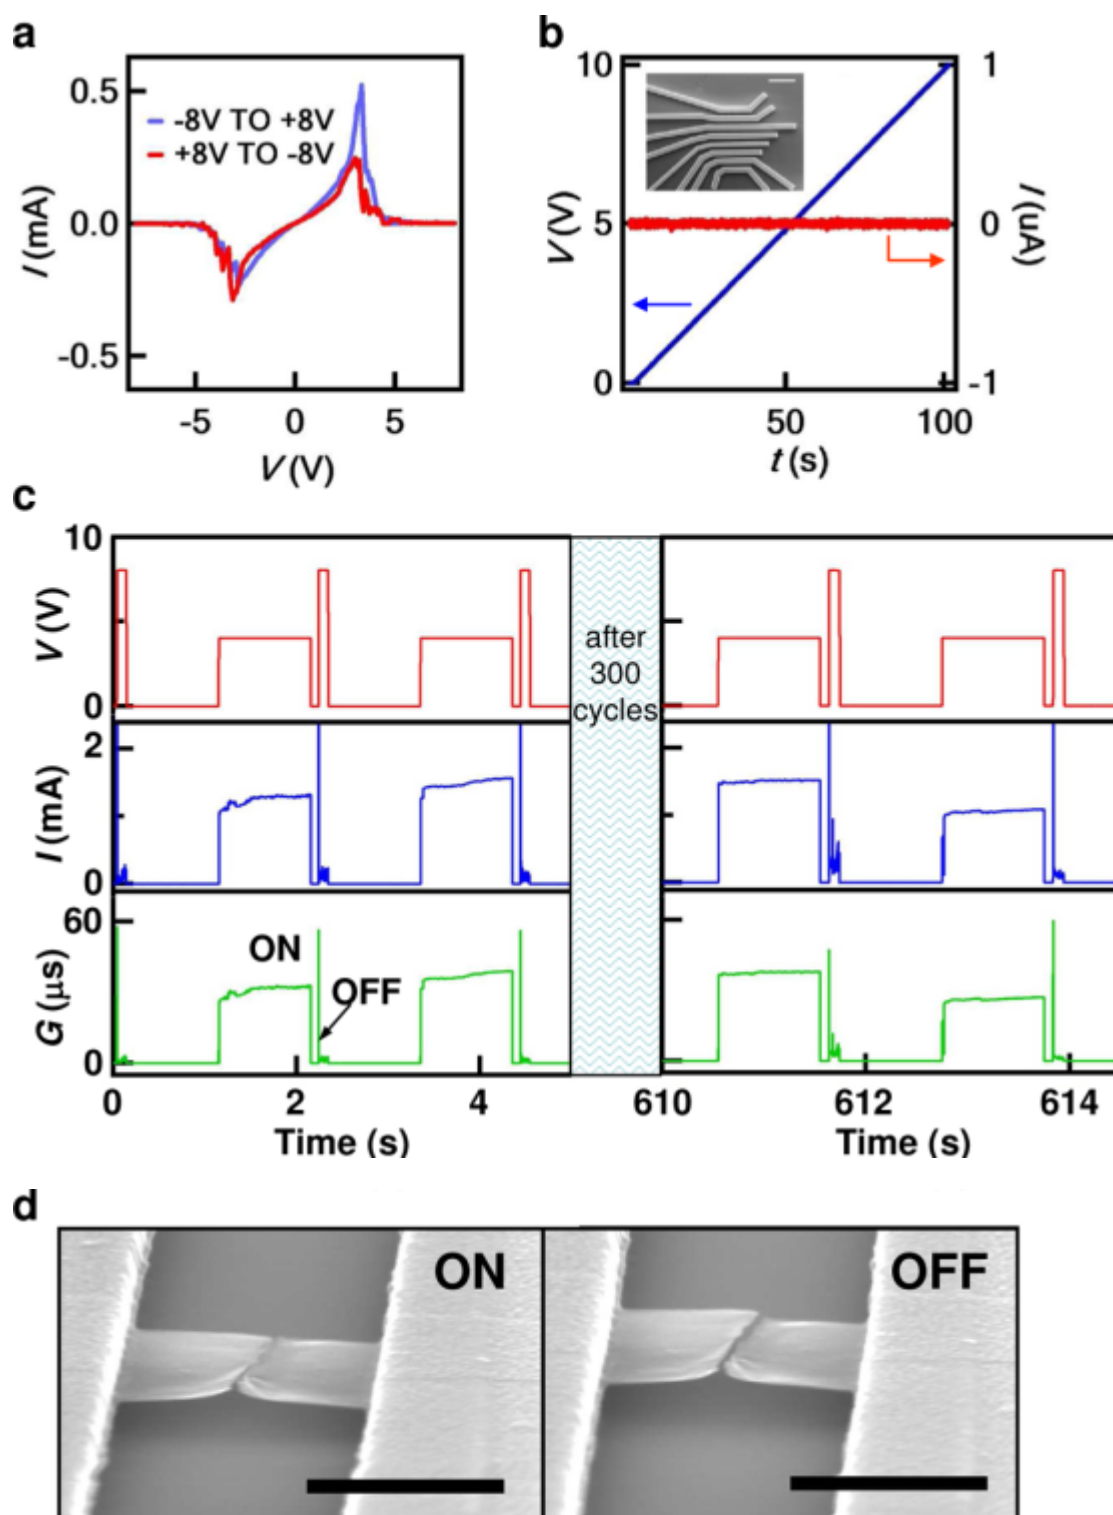 a
0.5
0.0
-0.5
I (mA)
-8V TO +8V
+8V TO -8V
-5 0 5
V (V)
b
10
5
0
V (V)
1
0
-1
I (uA)
50 100
t (s)
c
10
0
V (V)
2
0
I (mA)
60
0
G (μs)
ON
OFF
after
300
cycles
0 2 4 610 612 614
Time (s) Time (s)
d
ON OFF